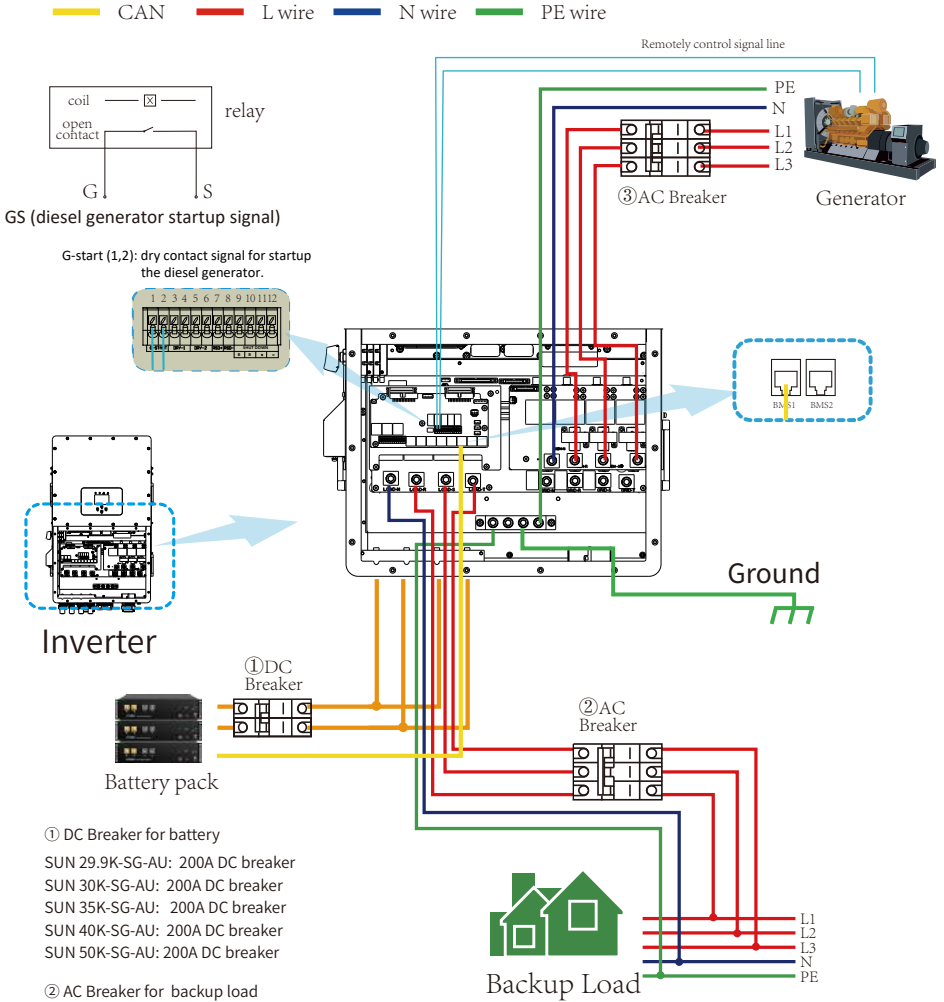 CAN L wire N wire PE wire
Remotely control signal line
PE
N
L1
L2
L3
coil
open
contact
relay
G S
GS (diesel generator startup signal)
③AC Breaker
Generator
G-start (1,2): dry contact signal for startup
the diesel generator.
1 2 3 4 5 6 7 8 9 10 11 12
BMS1 BMS2
Ground
Inverter
①DC
Breaker
②AC
Breaker
Battery pack
① DC Breaker for battery
SUN 29.9K-SG-AU: 200A DC breaker
SUN 30K-SG-AU: 200A DC breaker
SUN 35K-SG-AU: 200A DC breaker
SUN 40K-SG-AU: 200A DC breaker
SUN 50K-SG-AU: 200A DC breaker
② AC Breaker for backup load
Backup Load
L1
L2
L3
N
PE